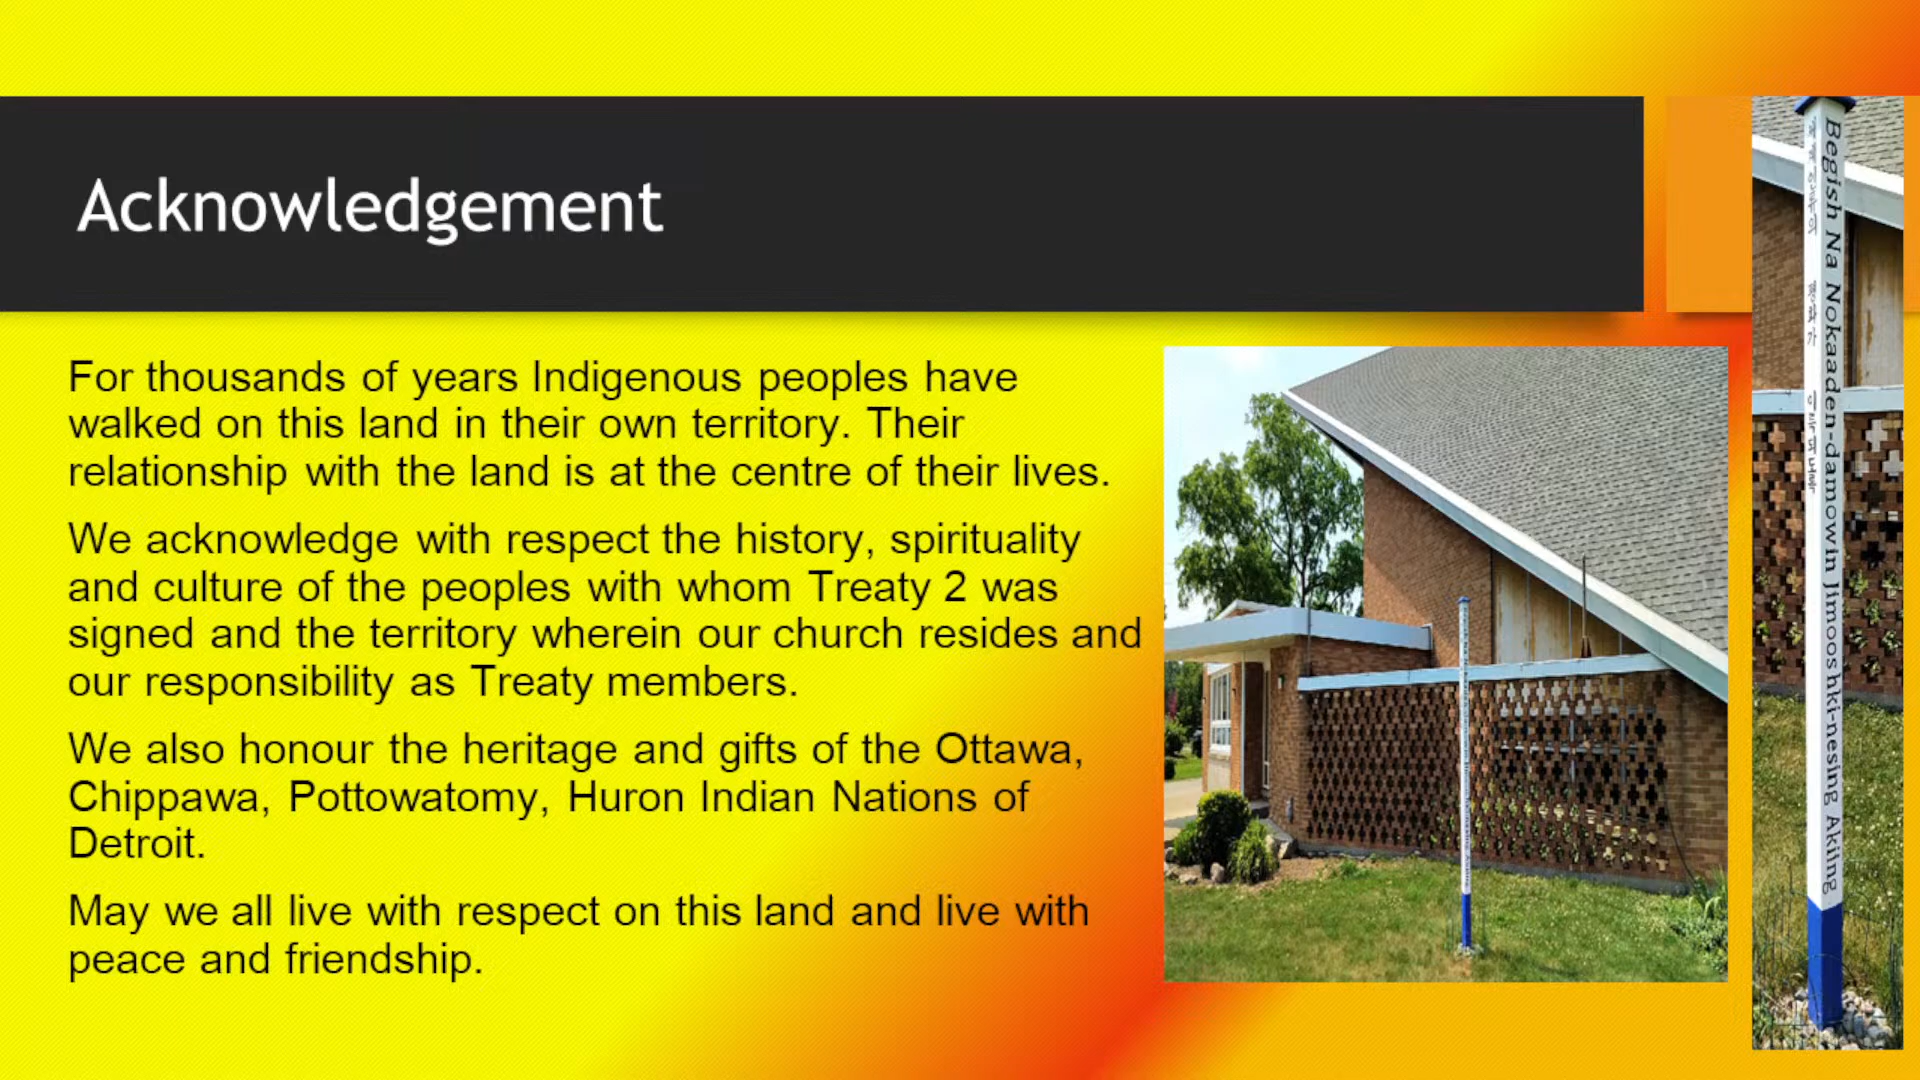 Acknowledgement
For thousands of years Indigenous peoples have
walked on this land in their own territory. Their
relationship with the land is at the centre of their lives.
We acknowledge with respect the history, spirituality
and culture of the peoples with whom Treaty 2 was
signed and the territory wherein our church resides and
our responsibility as Treaty members.
We also honour the heritage and gifts of the Ottawa,
Chippawa, Pottowatomy, Huron Indian Nations of
Detroit.
May we all live with respect on this land and live with
peace and friendship.
Begish Na Nokaaden-damowin Jimooshki-nesing Akiing